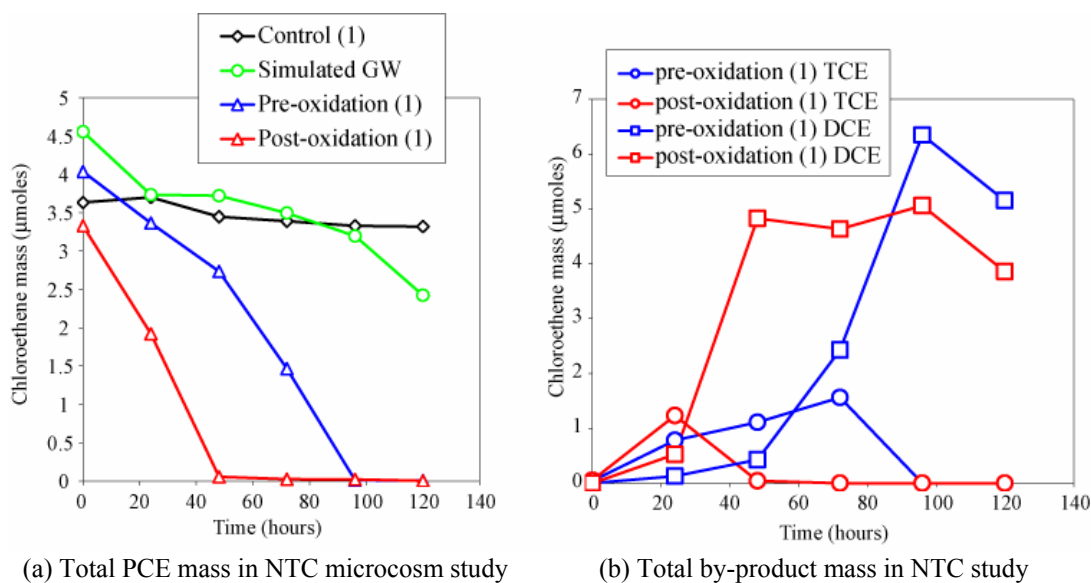 Control (1)
Simulated GW
Pre-oxidation (1)
Post-oxidation (1)
5
4.5
4
3.5
3
2.5
2
1.5
1
0.5
0
Chloroethene mass (µmoles)
0 20 40 60 80 100 120 140
Time (hours)
(a) Total PCE mass in NTC microcosm study
pre-oxidation (1) TCE
post-oxidation (1) TCE
pre-oxidation (1) DCE
post-oxidation (1) DCE
7
6
5
4
3
2
1
0
Chloroethene mass (µmoles)
0 20 40 60 80 100 120 140
Time (hours)
(b) Total by-product mass in NTC study